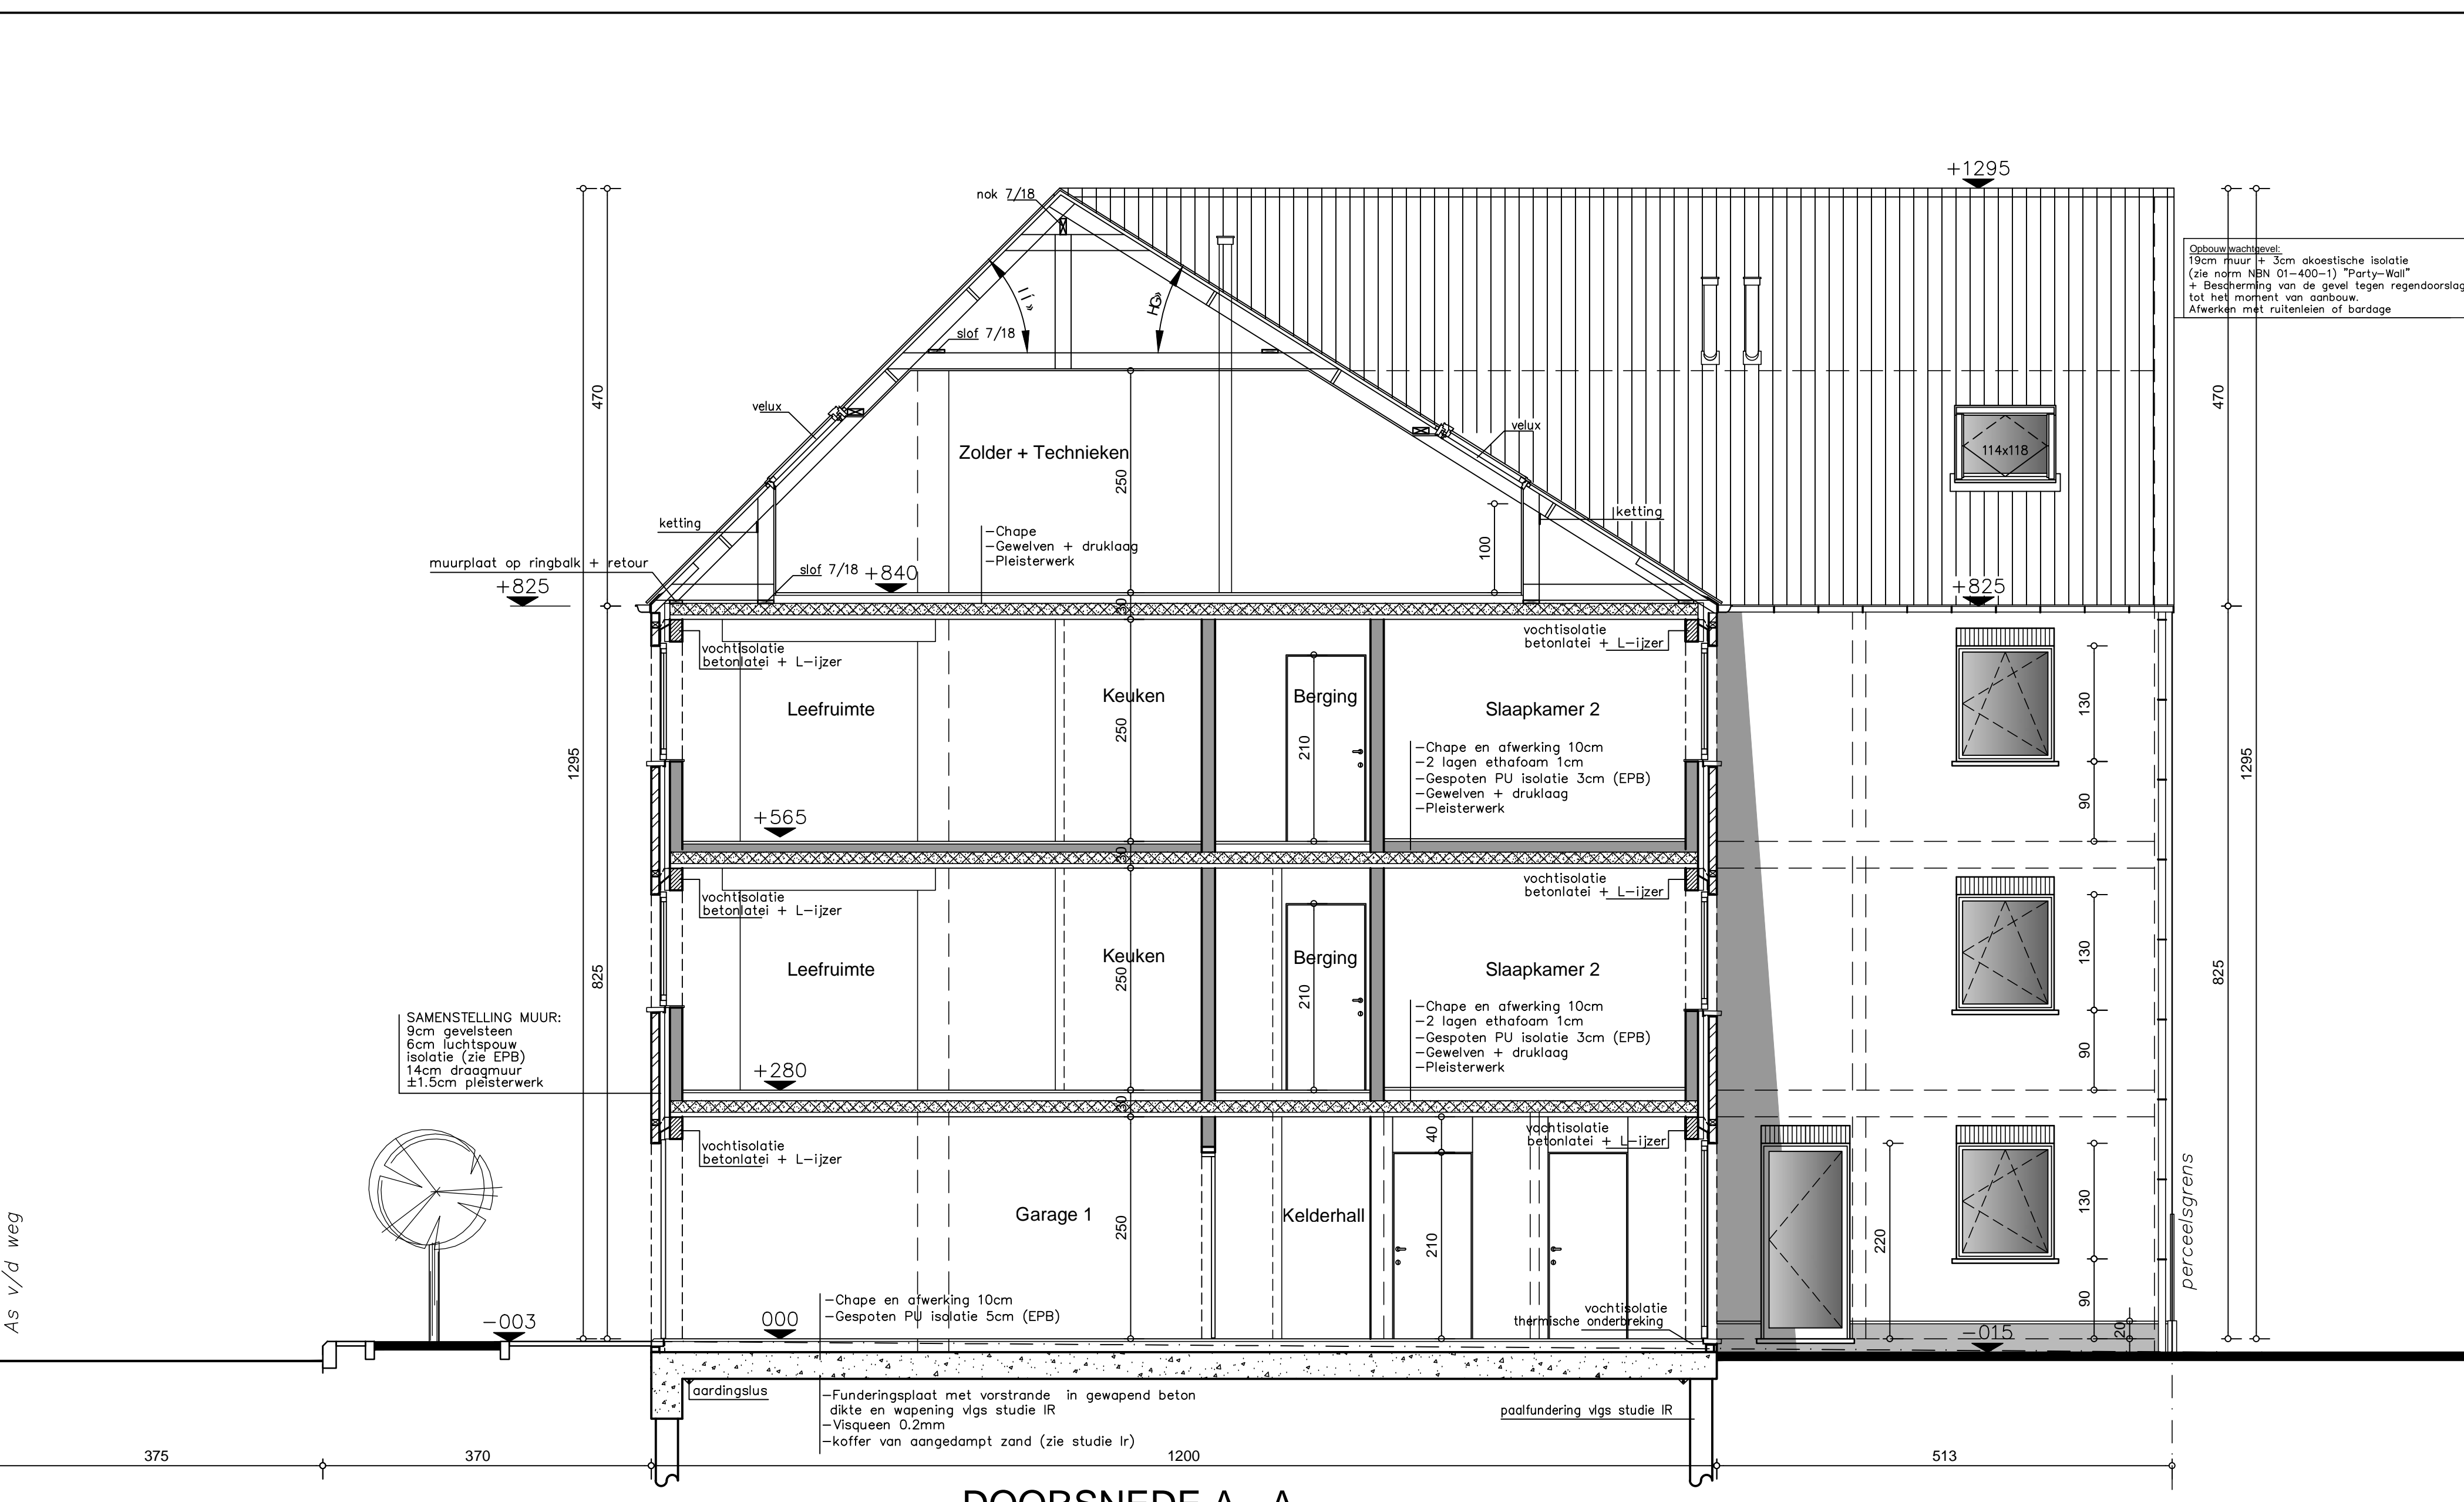 +1295
nok 7/18
Opbouw wachtgevel:
19cm muur + 3cm akoestische isolatie
(zie norm NBN 01-400-1) "Party-Wall"
+ Bescherming van de gevel tegen regendoorslag
tot het moment van aanbouw.
Afwerken met ruitenleien of bardage
slof 7/18
470
470
velux
velux
114x118
Zolder + Technieken
250
ketting
ketting
-Chape
-Gewelven + druklaag
-Pleisterwerk
100
muurplaat op ringbalk + retour
slof 7/18
+840
+825
+825
30
vochtisolatie
betonlatei + L-ijzer
vochtisolatie
betonlatei + L-ijzer
Leefruimte
Keuken
Berging
Slaapkamer 2
250
210
130
1295
1295
-Chape en afwerking 10cm
-2 lagen ethafoam 1cm
-Gespoten PU isolatie 3cm (EPB)
-Gewelven + druklaag
-Pleisterwerk
90
+565
30
vochtisolatie
betonlatei + L-ijzer
vochtisolatie
betonlatei + L-ijzer
Leefruimte
Keuken
Berging
Slaapkamer 2
250
210
130
825
825
-Chape en afwerking 10cm
-2 lagen ethafoam 1cm
-Gespoten PU isolatie 3cm (EPB)
-Gewelven + druklaag
-Pleisterwerk
90
SAMENSTELLING MUUR:
9cm gevelsteen
6cm luchtspouw
isolatie (zie EPB)
14cm draagmuur
±1.5cm pleisterwerk
+280
30
vochtisolatie
betonlatei + L-ijzer
40
vochtisolatie
betonlatei + L-ijzer
Garage 1
Kelderhall
250
210
220
130
90
20
As v/d weg
perceelsgrens
-003
000
-Chape en afwerking 10cm
-Gespoten PU isolatie 5cm (EPB)
vochtisolatie
thermische onderbreking
-015
aardingslus
-Funderingsplaat met vorstrande in gewapend beton
dikte en wapening vlgs studie IR
-Visqueen 0.2mm
-koffer van aangedampt zand (zie studie Ir)
paalfundering vlgs studie IR
375
370
1200
513
DOORSNEDE A - A